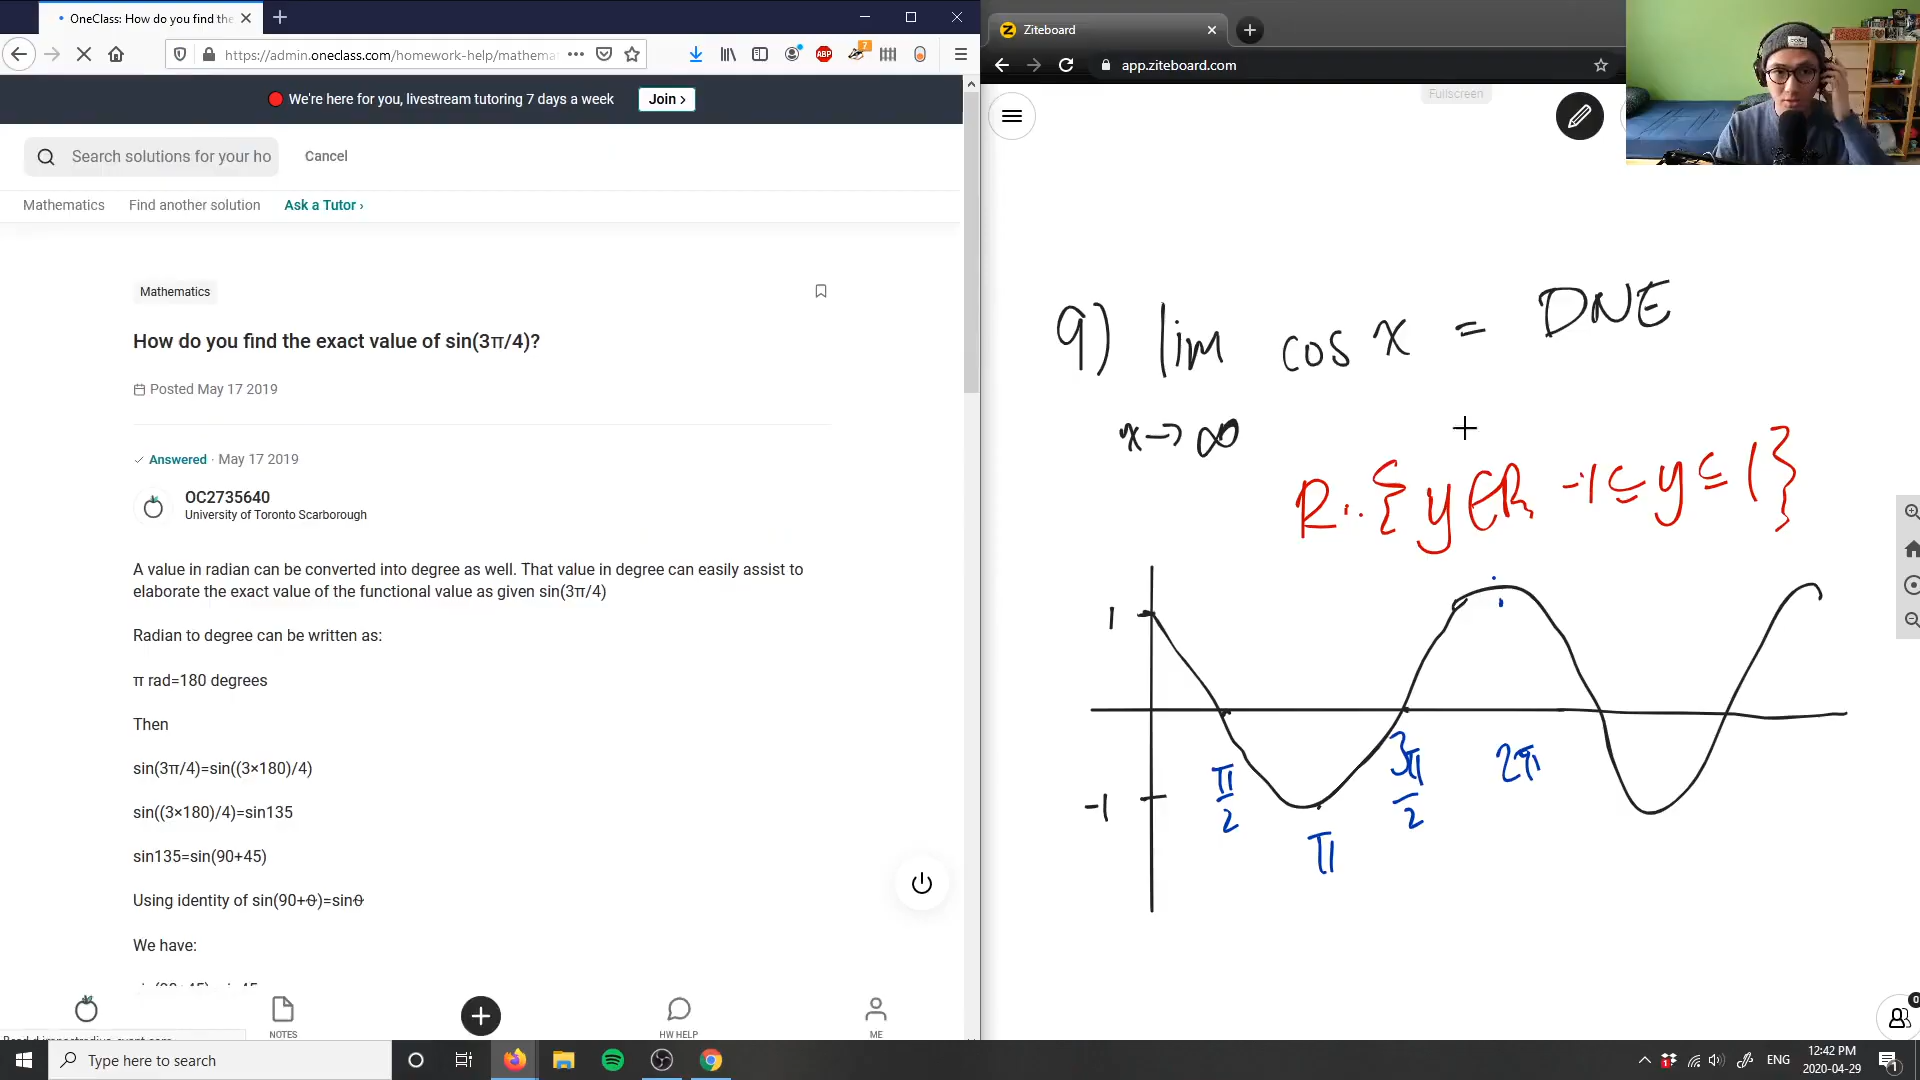 OneClass: How do you find the
https://admin.oneclass.com/homework-help/mathema
ABP
7
We're here for you, livestream tutoring 7 days a week
Join ›
Search solutions for your ho
Cancel
Mathematics
Find another solution
Ask a Tutor ›
Mathematics
How do you find the exact value of sin(3π/4)?
Posted May 17 2019
Answered · May 17 2019
OC2735640
University of Toronto Scarborough
A value in radian can be converted into degree as well. That value in degree can easily assist to
elaborate the exact value of the functional value as given sin(3π/4)
Radian to degree can be written as:
π rad=180 degrees
Then
sin(3π/4)=sin((3×180)/4)
sin((3×180)/4)=sin135
sin135=sin(90+45)
Using identity of sin(90+θ)=sinθ
We have:
NOTES
HW HELP
ME
Ziteboard
app.ziteboard.com
Fullscreen
9) lim cos x = DNE
x→∞
R: {y∈R -1≤y≤1}
1
-1
π/2
π
3π/2
2π
0
Type here to search
ENG
12:42 PM
2020-04-29
1